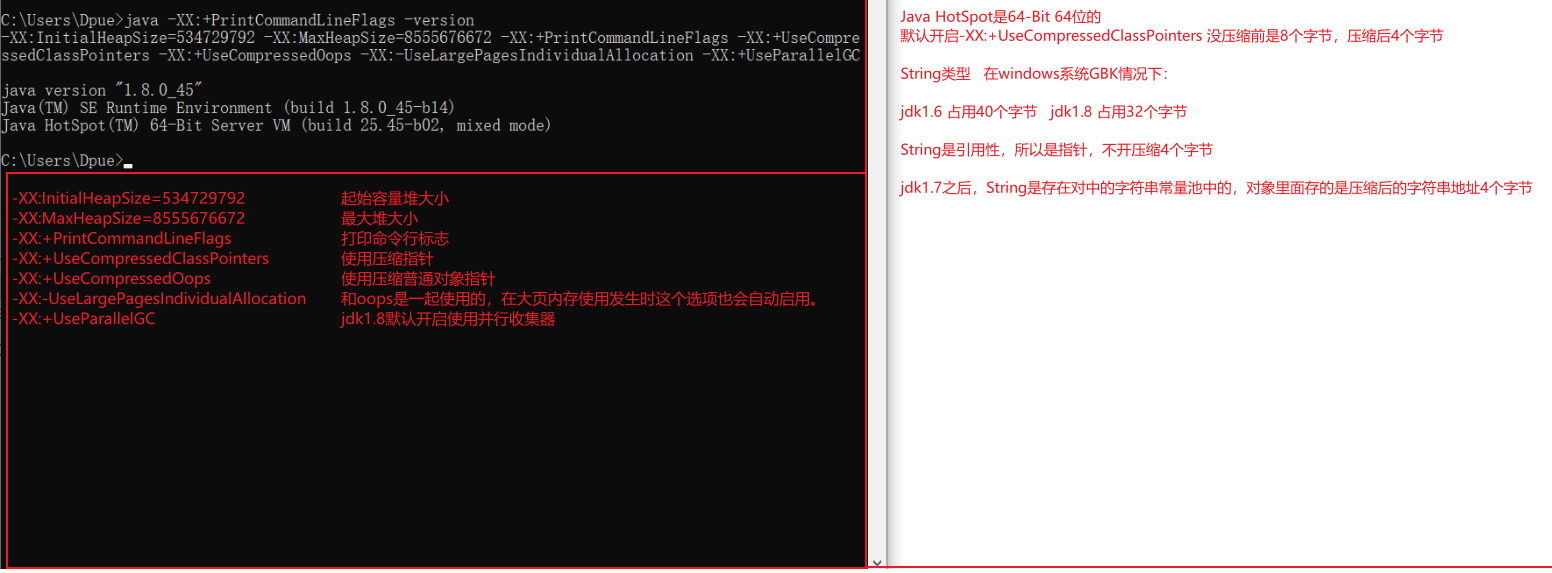 C:\Users\Dpue>java -XX:+PrintCommandLineFlags -version
-XX:InitialHeapSize=534729792 -XX:MaxHeapSize=8555676672 -XX:+PrintCommandLineFlags -XX:+UseCompre
ssedClassPointers -XX:+UseCompressedOops -XX:-UseLargePagesIndividualAllocation -XX:+UseParallelGC
java version "1.8.0_45"
Java(TM) SE Runtime Environment (build 1.8.0_45-b14)
Java HotSpot(TM) 64-Bit Server VM (build 25.45-b02, mixed mode)
C:\Users\Dpue>
-XX:InitialHeapSize=534729792 起始容量堆大小
-XX:MaxHeapSize=8555676672 最大堆大小
-XX:+PrintCommandLineFlags 打印命令行标志
-XX:+UseCompressedClassPointers 使用压缩指针
-XX:+UseCompressedOops 使用压缩普通对象指针
-XX:-UseLargePagesIndividualAllocation 和oops是一起使用的，在大页内存使用发生时这个选项也会自动启用。
-XX:+UseParallelGC jdk1.8默认开启使用并行收集器
Java HotSpot是64-Bit 64位的
默认开启-XX:+UseCompressedClassPointers 没压缩前是8个字节，压缩后4个字节
String类型 在windows系统GBK情况下：
jdk1.6 占用40个字节 jdk1.8 占用32个字节
String是引用性，所以是指针，不开压缩4个字节
jdk1.7之后，String是存在对中的字符串常量池中的，对象里面存的是压缩后的字符串地址4个字节